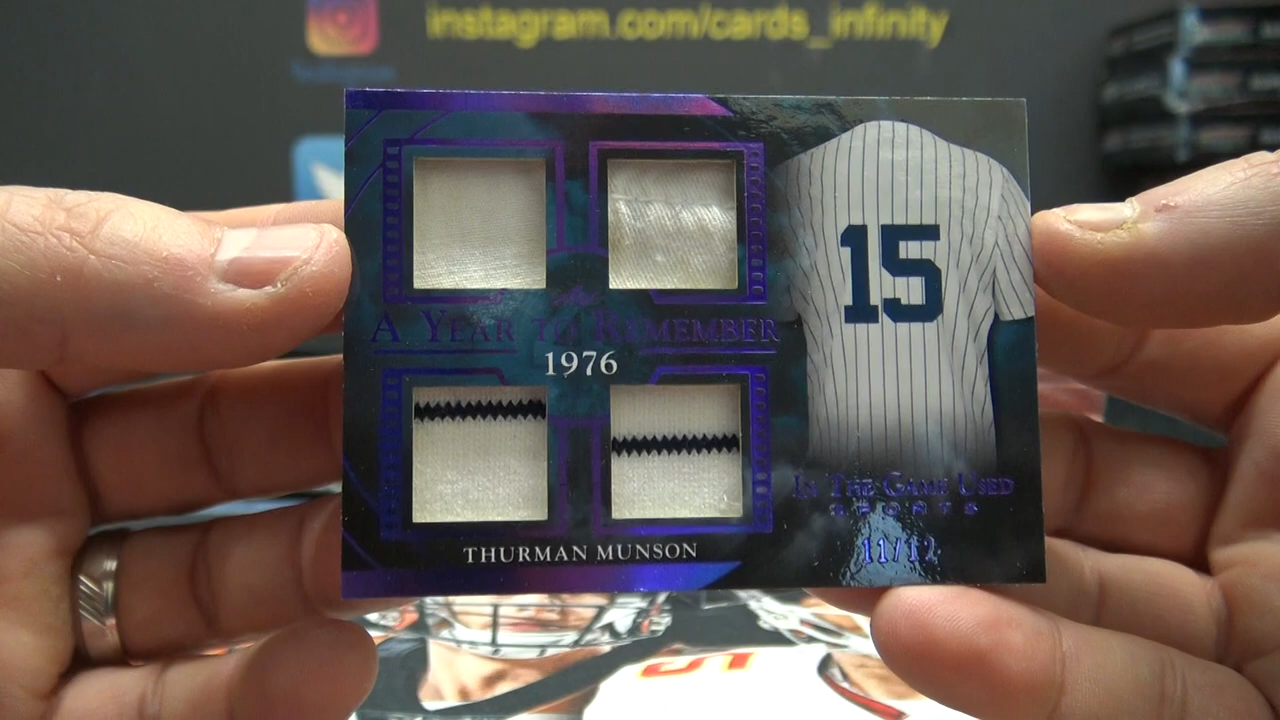 instagram.com/cards_infinity
15
A YEAR TO REMEMBER
1976
IN THE GAME USED
SPORTS
THURMAN MUNSON
11/12